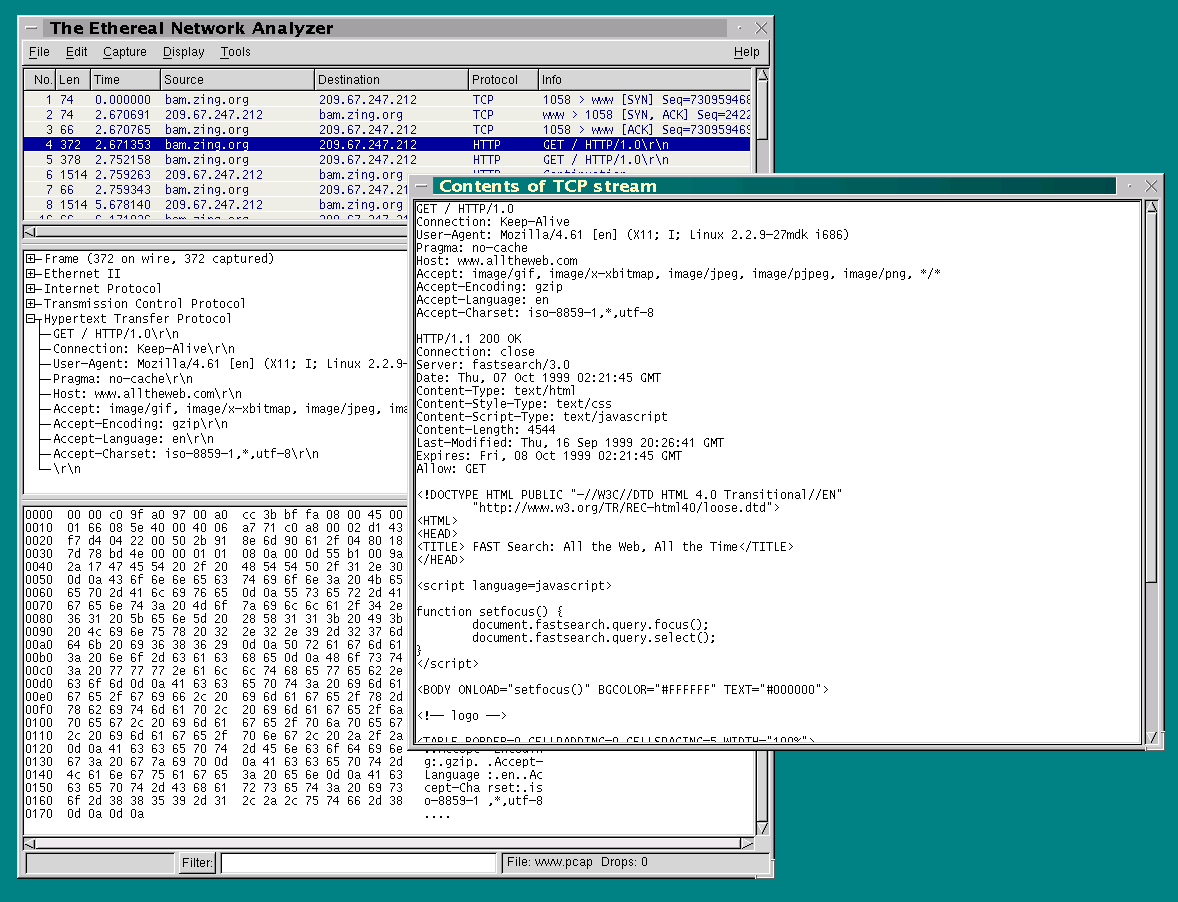 The Ethereal Network Analyzer
File Edit Capture Display Tools Help
No. Len Time Source Destination Protocol Info
1 74 0.000000 bam.zing.org 209.67.247.212 TCP 1058 > www [SYN] Seq=730959468
2 74 2.670691 209.67.247.212 bam.zing.org TCP www > 1058 [SYN, ACK] Seq=2422
3 66 2.670765 bam.zing.org 209.67.247.212 TCP 1058 > www [ACK] Seq=730959469
4 372 2.671353 bam.zing.org 209.67.247.212 HTTP GET / HTTP/1.0\r\n
5 378 2.752158 bam.zing.org 209.67.247.212 HTTP GET / HTTP/1.0\r\n
6 1514 2.759263 209.67.247.212 bam.zing.org
7 66 2.759343 bam.zing.org 209.67.247
8 1514 5.678140 209.67.247.212 bam.zing.org
Frame (372 on wire, 372 captured)
Ethernet II
Internet Protocol
Transmission Control Protocol
Hypertext Transfer Protocol
GET / HTTP/1.0\r\n
Connection: Keep-Alive\r\n
User-Agent: Mozilla/4.61 [en] (X11; I; Linux 2.2.9-
Pragma: no-cache\r\n
Host: www.alltheweb.com\r\n
Accept: image/gif, image/x-xbitmap, image/jpeg, ima
Accept-Encoding: gzip\r\n
Accept-Language: en\r\n
Accept-Charset: iso-8859-1,*,utf-8\r\n
\r\n
0000 00 00 c0 9f a0 97 00 a0 cc 3b bf fa 08 00 45 00
0010 01 66 08 5e 40 00 40 06 a7 71 c0 a8 00 02 d1 43
0020 f7 d4 04 22 00 50 2b 91 8e 6d 90 61 2f 04 80 18
0030 7d 78 bd 4e 00 00 01 01 08 0a 00 0d 55 b1 00 9a
0040 2a 17 47 45 54 20 2f 20 48 54 54 50 2f 31 2e 30
0050 0d 0a 43 6f 6e 6e 65 63 74 69 6f 6e 3a 20 4b 65
0060 65 70 2d 41 6c 69 76 65 0d 0a 55 73 65 72 2d 41
0070 67 65 6e 74 3a 20 4d 6f 7a 69 6c 6c 61 2f 34 2e
0080 36 31 20 5b 65 6e 5d 20 28 58 31 31 3b 20 49 3b
0090 20 4c 69 6e 75 78 20 32 2e 32 2e 39 2d 32 37 6d
00a0 64 6b 20 69 36 38 36 29 0d 0a 50 72 61 67 6d 61
00b0 3a 20 6e 6f 2d 63 61 63 68 65 0d 0a 48 6f 73 74
00c0 3a 20 77 77 77 2e 61 6c 6c 74 68 65 77 65 62 2e
00d0 63 6f 6d 0d 0a 41 63 63 65 70 74 3a 20 69 6d 61
00e0 67 65 2f 67 69 66 2c 20 69 6d 61 67 65 2f 78 2d
00f0 78 62 69 74 6d 61 70 2c 20 69 6d 61 67 65 2f 6a
0100 70 65 67 2c 20 69 6d 61 67 65 2f 70 6a 70 65 67
0110 2c 20 69 6d 61 67 65 2f 70 6e 67 2c 20 2a 2f 2a
0120 0d 0a 41 63 63 65 70 74 2d 45 6e 63 6f 64 69 6e
0130 67 3a 20 67 7a 69 70 0d 0a 41 63 63 65 70 74 2d g:.gzip. .Accept-
0140 4c 61 6e 67 75 61 67 65 3a 20 65 6e 0d 0a 41 63 Language :.en..Ac
0150 63 65 70 74 2d 43 68 61 72 73 65 74 3a 20 69 73 cept-Cha rset:.is
0160 6f 2d 38 38 35 39 2d 31 2c 2a 2c 75 74 66 2d 38 o-8859-1 ,*,utf-8
0170 0d 0a 0d 0a ....
Filter: File: www.pcap Drops: 0
Contents of TCP stream
GET / HTTP/1.0
Connection: Keep-Alive
User-Agent: Mozilla/4.61 [en] (X11; I; Linux 2.2.9-27mdk i686)
Pragma: no-cache
Host: www.alltheweb.com
Accept: image/gif, image/x-xbitmap, image/jpeg, image/pjpeg, image/png, */*
Accept-Encoding: gzip
Accept-Language: en
Accept-Charset: iso-8859-1,*,utf-8
HTTP/1.1 200 OK
Connection: close
Server: fastsearch/3.0
Date: Thu, 07 Oct 1999 02:21:45 GMT
Content-Type: text/html
Content-Style-Type: text/css
Content-Script-Type: text/javascript
Content-Length: 4544
Last-Modified: Thu, 16 Sep 1999 20:26:41 GMT
Expires: Fri, 08 Oct 1999 02:21:45 GMT
Allow: GET
<!DOCTYPE HTML PUBLIC "-//W3C//DTD HTML 4.0 Transitional//EN"
"http://www.w3.org/TR/REC-html40/loose.dtd">
<HTML>
<HEAD>
<TITLE> FAST Search: All the Web, All the Time</TITLE>
</HEAD>
<script language=javascript>
function setfocus() {
document.fastsearch.query.focus();
document.fastsearch.query.select();
}
</script>
<BODY ONLOAD="setfocus()" BGCOLOR="#FFFFFF" TEXT="#000000">
<!-- logo -->
<TABLE BORDER=0 CELLPADDING=0 CELLSPACING=5 WIDTH="100%">